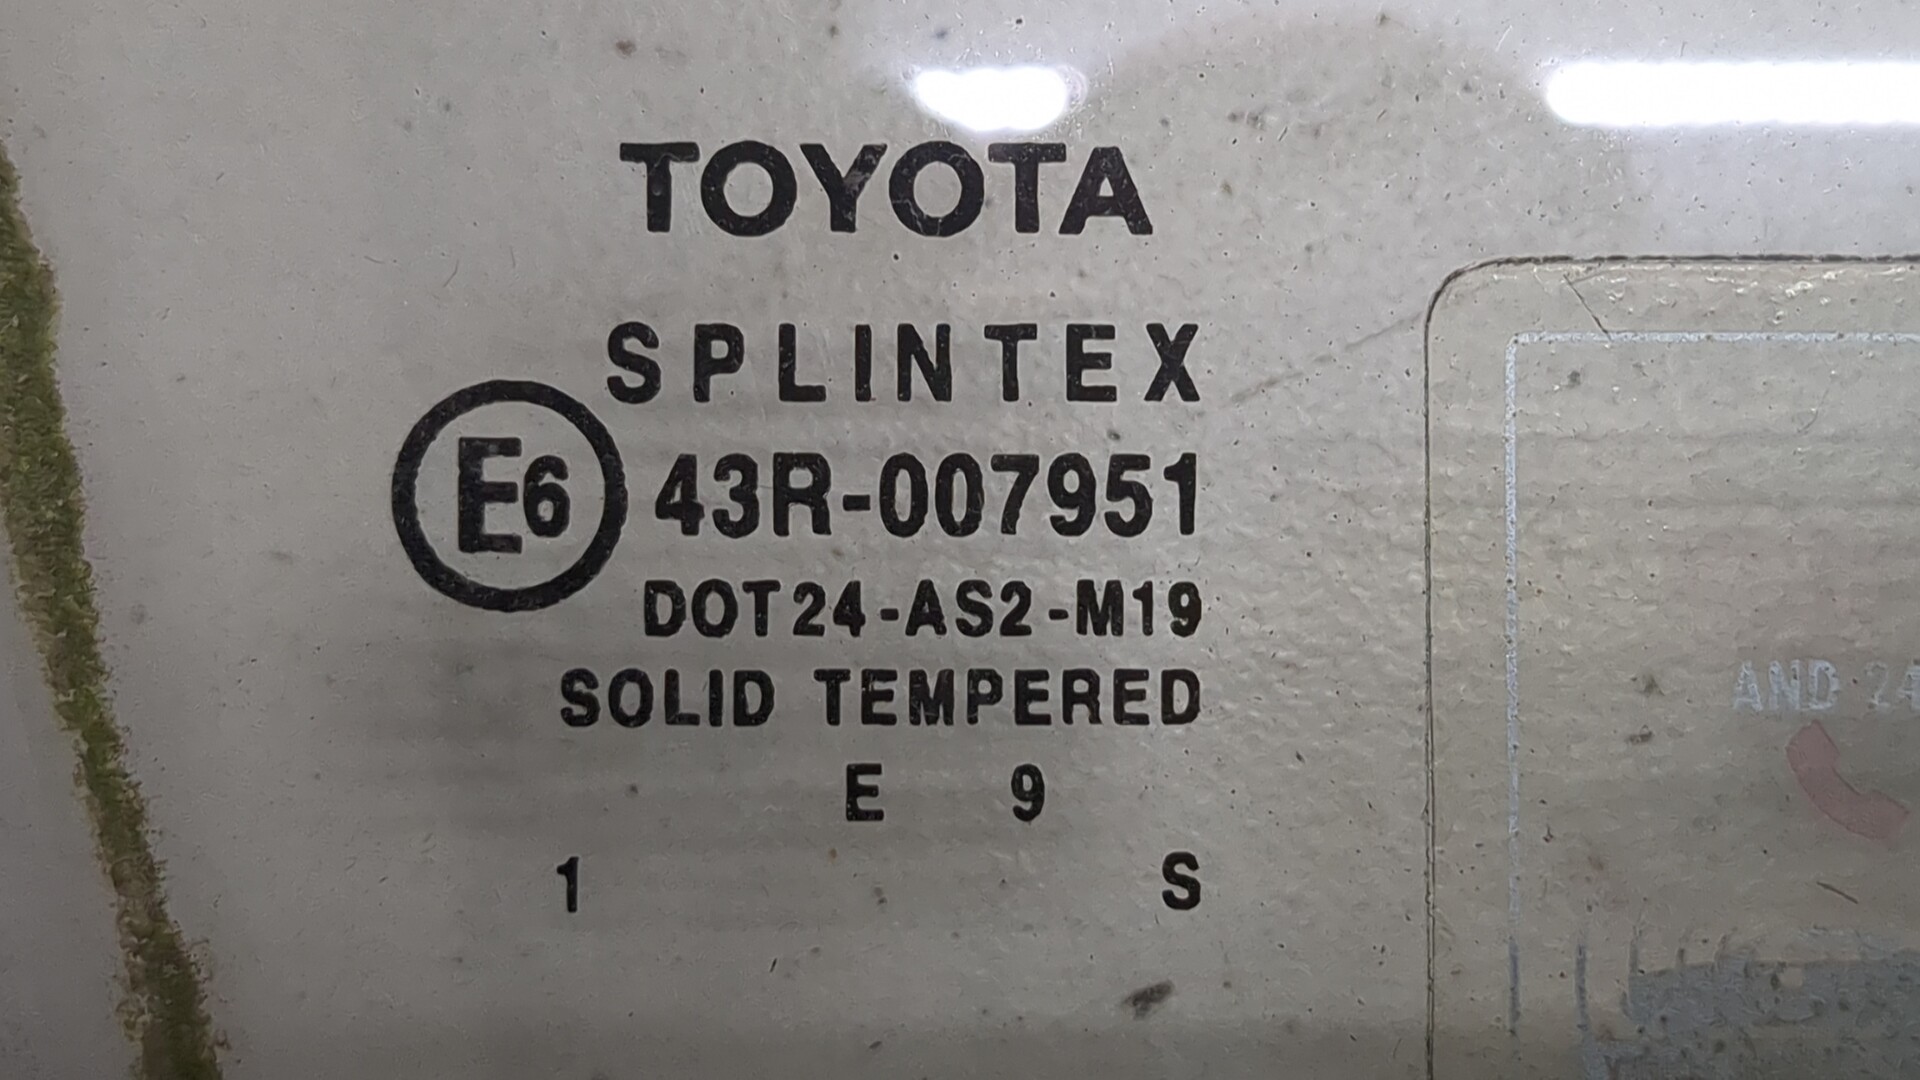 TOYOTA
SPLINTEX
E6 43R-007951
DOT24-AS2-M19
SOLID TEMPERED
E 9
1 S
AND 24